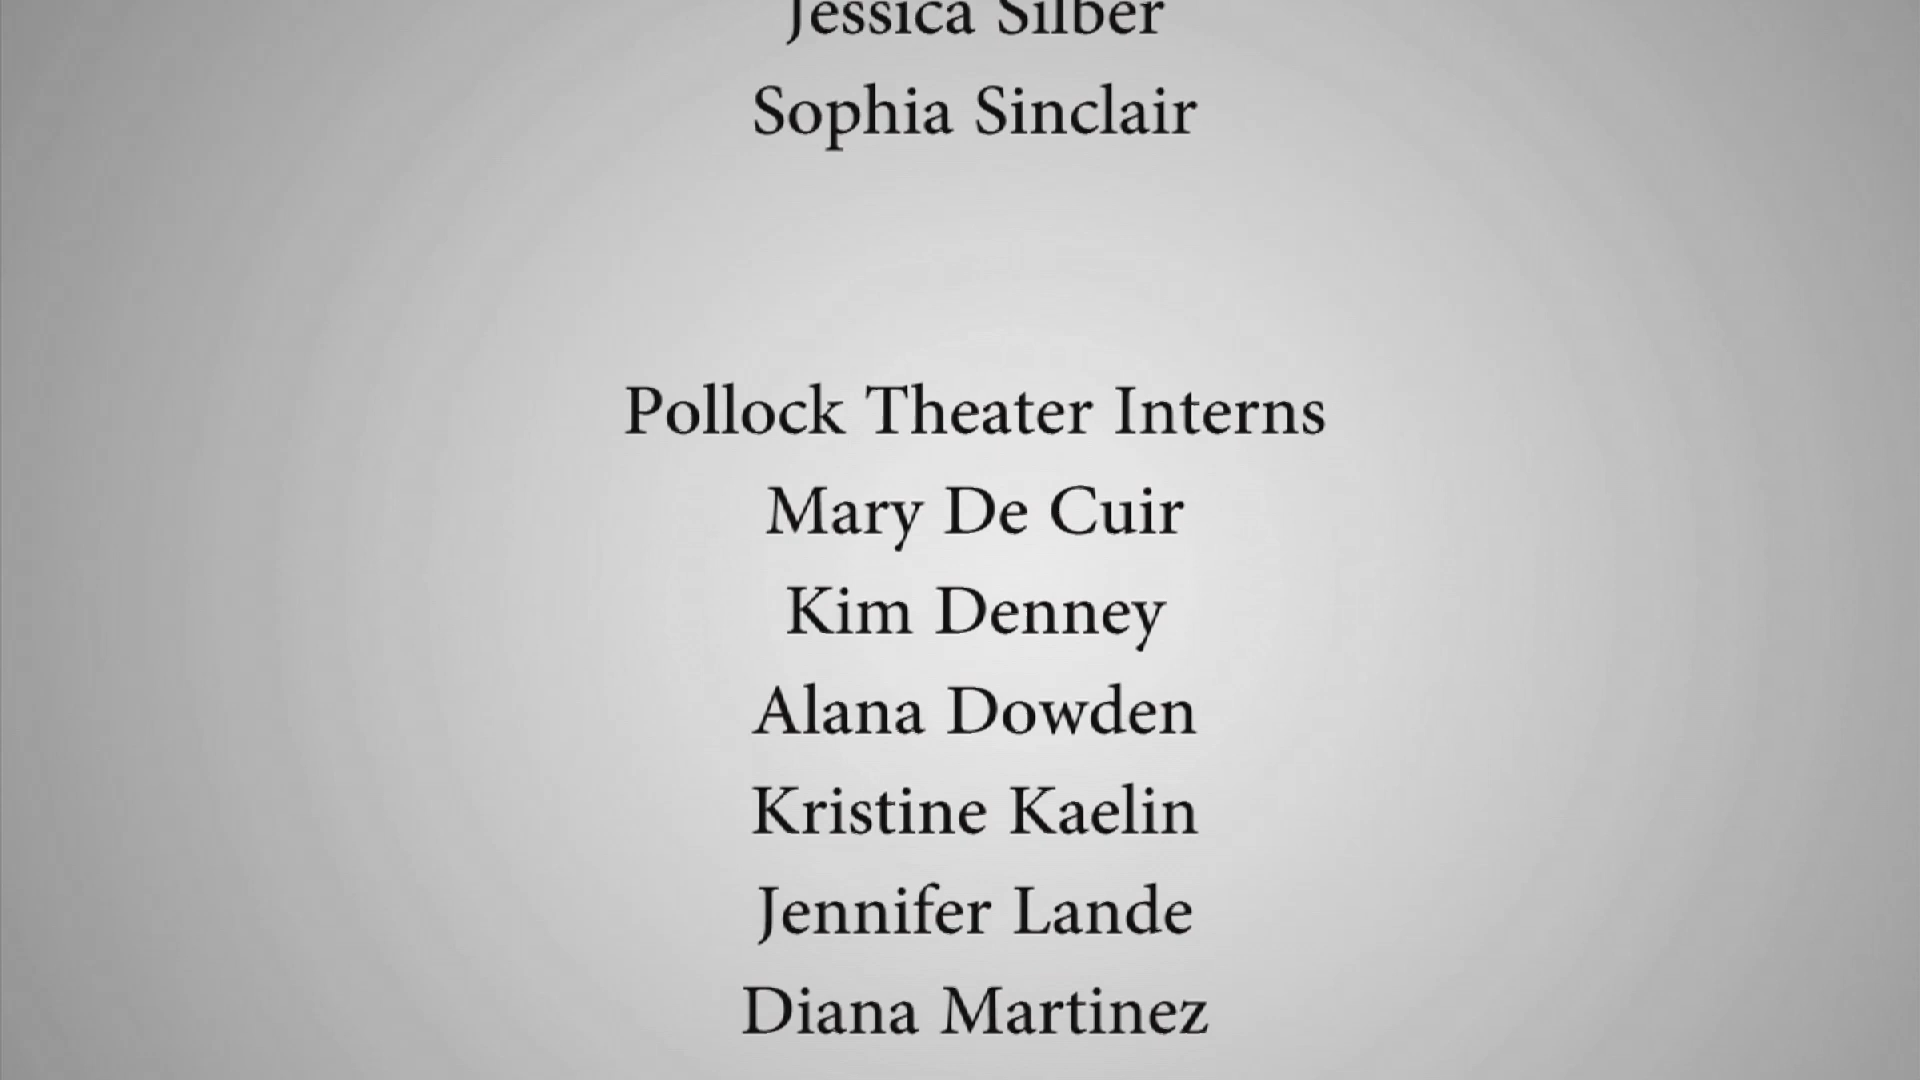 Jessica Silber
Sophia Sinclair
Pollock Theater Interns
Mary De Cuir
Kim Denney
Alana Dowden
Kristine Kaelin
Jennifer Lande
Diana Martinez